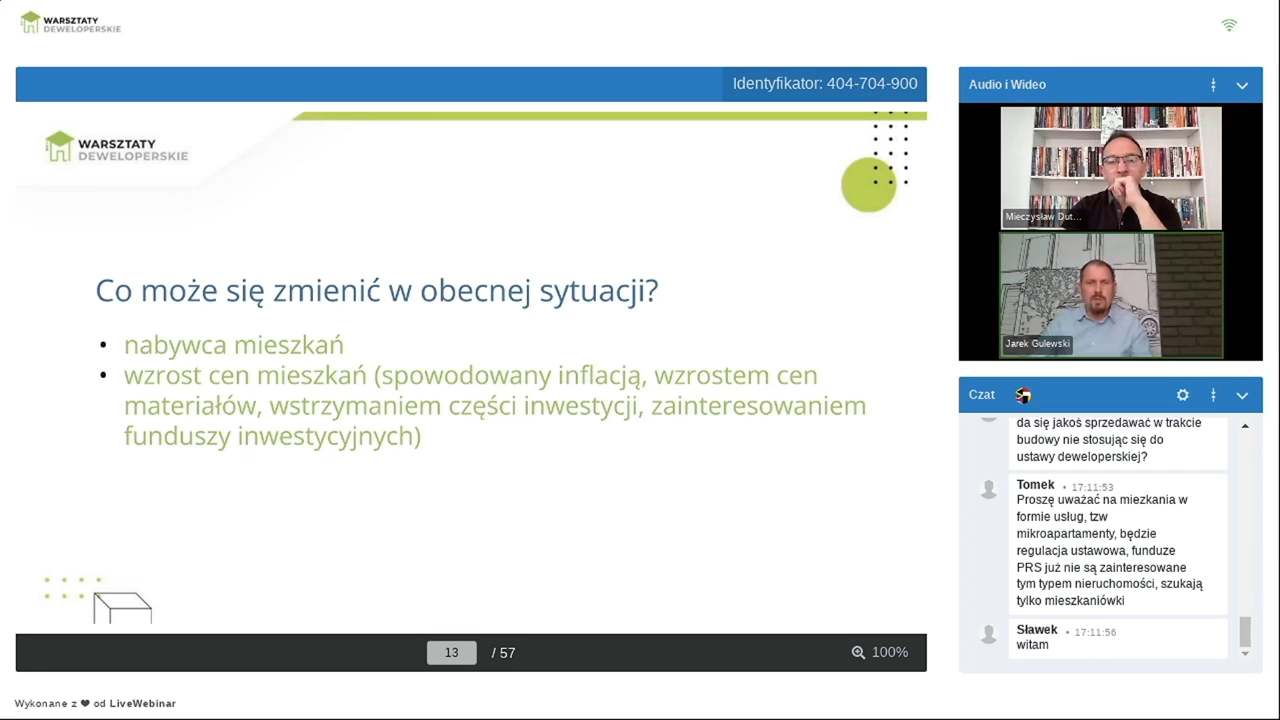 WARSZTATY
DEWELOPERSKIE
Identyfikator: 404-704-900
WARSZTATY
DEWELOPERSKIE
Co może się zmienić w obecnej sytuacji?
• nabywca mieszkań
• wzrost cen mieszkań (spowodowany inflacją, wzrostem cen
materiałów, wstrzymaniem części inwestycji, zainteresowaniem
funduszy inwestycyjnych)
13 / 57
100%
Wykonane z ❤ od LiveWebinar
Audio i Wideo
Mieczysław Dut...
Jarek Gulewski
Czat
da się jakoś sprzedawać w trakcie
budowy nie stosując się do
ustawy deweloperskiej?
Tomek • 17:11:53
Proszę uważać na miezkania w
formie usług, tzw
mikroapartamenty, będzie
regulacja ustawowa, funduze
PRS już nie są zainteresowane
tym typem nieruchomości, szukają
tylko mieszkaniówki
Sławek • 17:11:56
witam